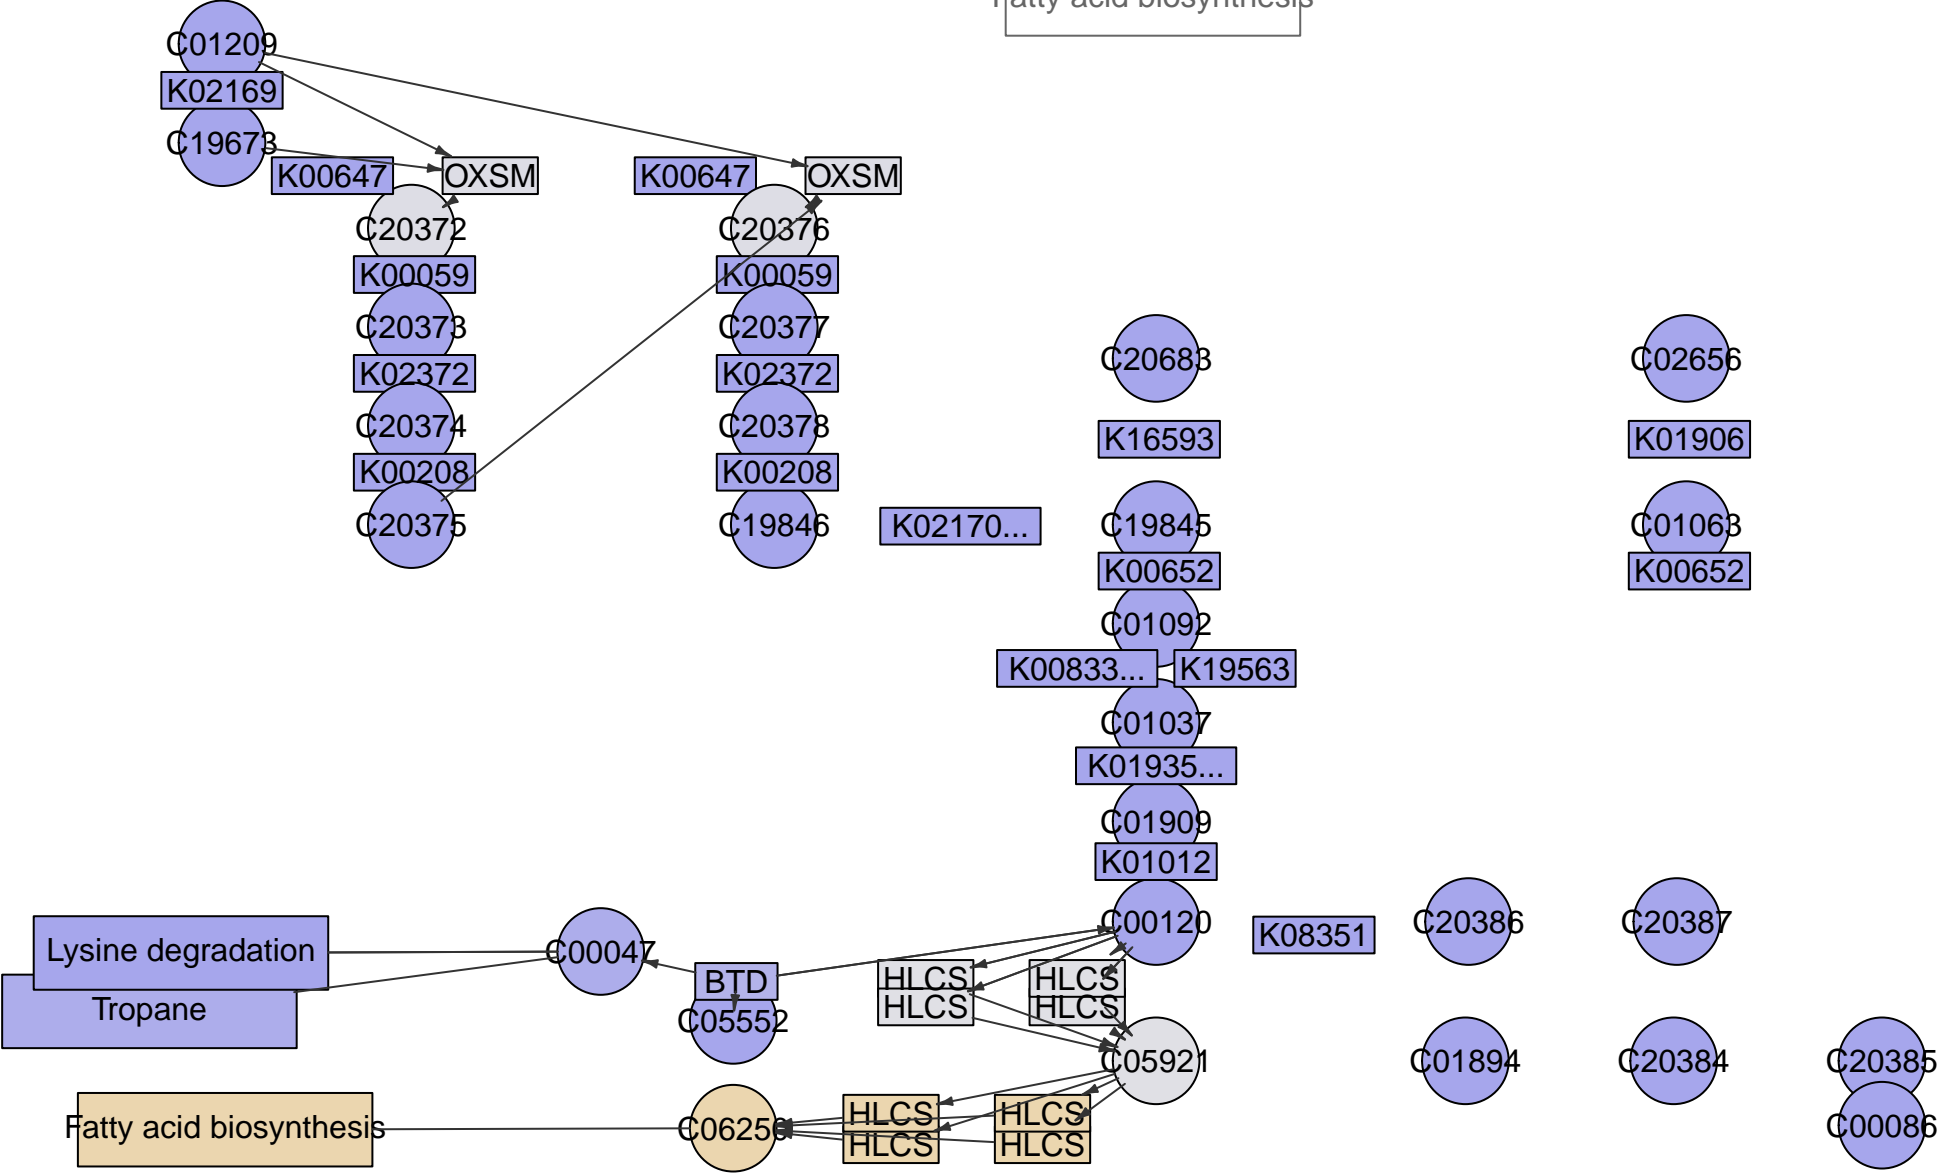 Fatty acid biosynthesis
C01209
K02169
C19673
K00647
OXSM
K00647
OXSM
C20372
C20376
K00059
K00059
C20373
C20377
C20683
C02656
K02372
K02372
C20374
C20378
K16593
K01906
K00208
K00208
C20375
C19846
K02170...
C19845
C01063
K00652
K00652
C01092
K00833...
K19563
C01037
K01935...
C01909
K01012
C00120
K08351
C20386
C20387
Lysine degradation
C00047
BTD
HLCS
HLCS
Tropane
C05552
HLCS
HLCS
C05921
C01894
C20384
C20385
Fatty acid biosynthesis
C06250
HLCS
HLCS
C00086
HLCS
HLCS